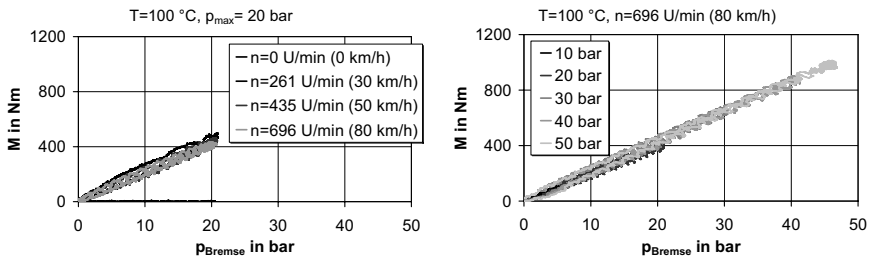 T=100 °C, pmax= 20 bar
1200
800
400
0
M in Nm
n=0 U/min (0 km/h)
n=261 U/min (30 km/h)
n=435 U/min (50 km/h)
n=696 U/min (80 km/h)
0 10 20 30 40 50
pBremse in bar
T=100 °C, n=696 U/min (80 km/h)
1200
800
400
0
M in Nm
10 bar
20 bar
30 bar
40 bar
50 bar
0 10 20 30 40 50
pBremse in bar